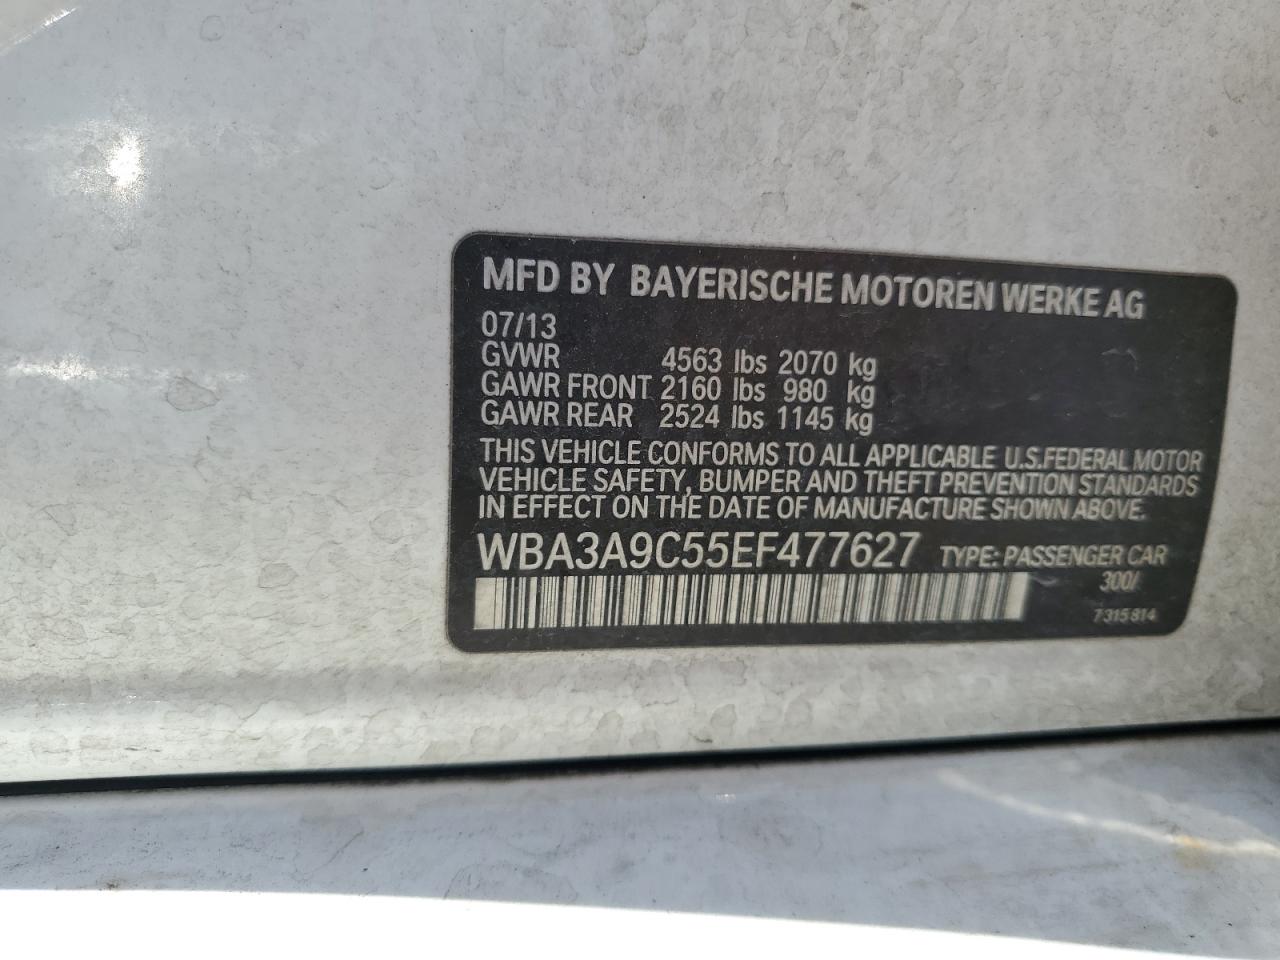 MFD BY BAYERISCHE MOTOREN WERKE AG
07/13
GVWR 4563 lbs 2070 kg
GAWR FRONT 2160 lbs 980 kg
GAWR REAR 2524 lbs 1145 kg
THIS VEHICLE CONFORMS TO ALL APPLICABLE U.S.FEDERAL MOTOR
VEHICLE SAFETY, BUMPER AND THEFT PREVENTION STANDARDS
IN EFFECT ON THE DATE OF MANUFACTURE SHOWN ABOVE.
WBA3A9C55EF477627 TYPE: PASSENGER CAR
300/
7315814